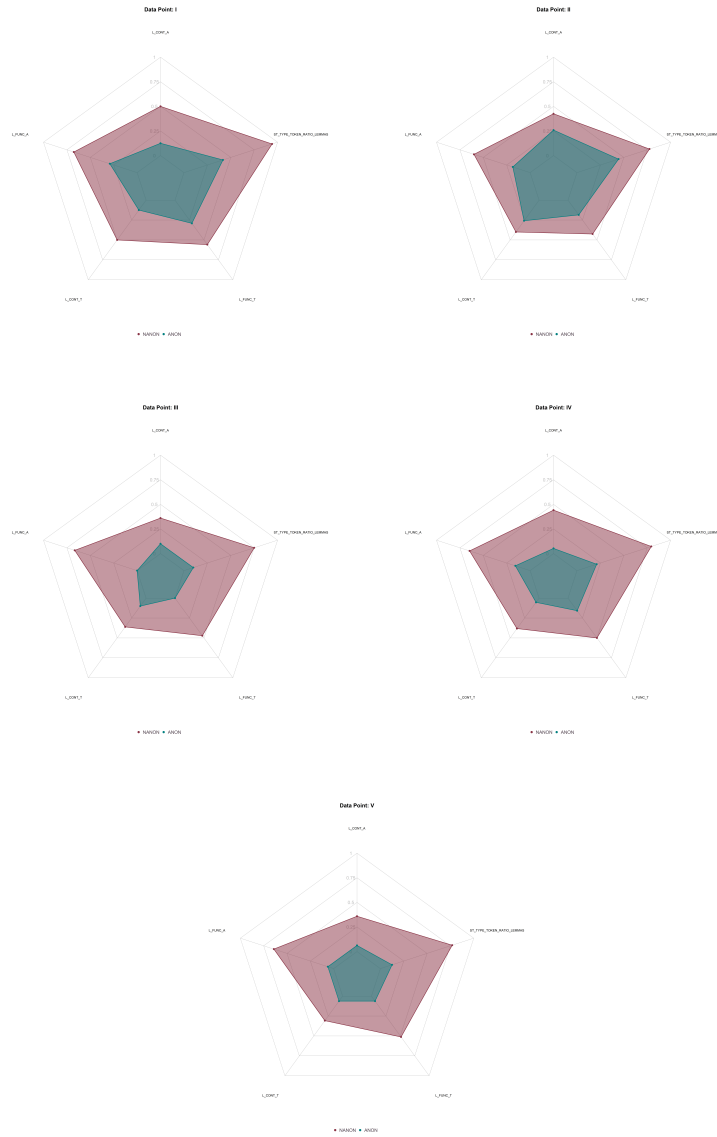 Data Point: I
L_CONT_A
1
0.75
0.5
0.25
L_FUNC_A
ST_TYPE_TOKEN_RATIO_LEMMAS
L_CONT_T
L_FUNC_T
NANON ANON
Data Point: II
L_CONT_A
1
0.75
0.5
0.25
L_FUNC_A
ST_TYPE_TOKEN_RATIO_LEMMAS
L_CONT_T
L_FUNC_T
NANON ANON
Data Point: III
L_CONT_A
1
0.75
0.5
0.25
L_FUNC_A
ST_TYPE_TOKEN_RATIO_LEMMAS
L_CONT_T
L_FUNC_T
NANON ANON
Data Point: IV
L_CONT_A
1
0.75
0.5
0.25
L_FUNC_A
ST_TYPE_TOKEN_RATIO_LEMMAS
L_CONT_T
L_FUNC_T
NANON ANON
Data Point: V
L_CONT_A
1
0.75
0.5
0.25
L_FUNC_A
ST_TYPE_TOKEN_RATIO_LEMMAS
L_CONT_T
L_FUNC_T
NANON ANON